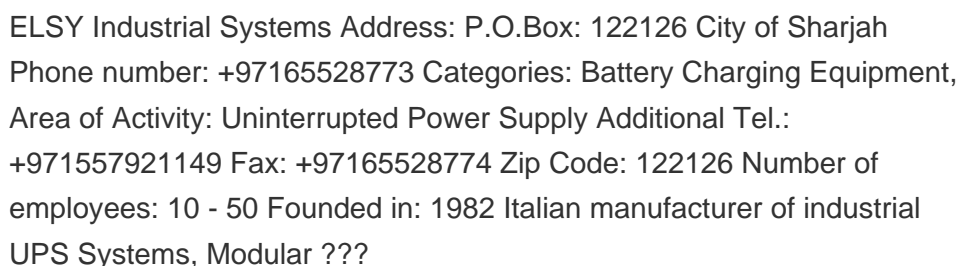 ELSY Industrial Systems Address: P.O.Box: 122126 City of Sharjah
Phone number: +97165528773 Categories: Battery Charging Equipment,
Area of Activity: Uninterrupted Power Supply Additional Tel.:
+971557921149 Fax: +97165528774 Zip Code: 122126 Number of
employees: 10 - 50 Founded in: 1982 Italian manufacturer of industrial
UPS Systems, Modular ???